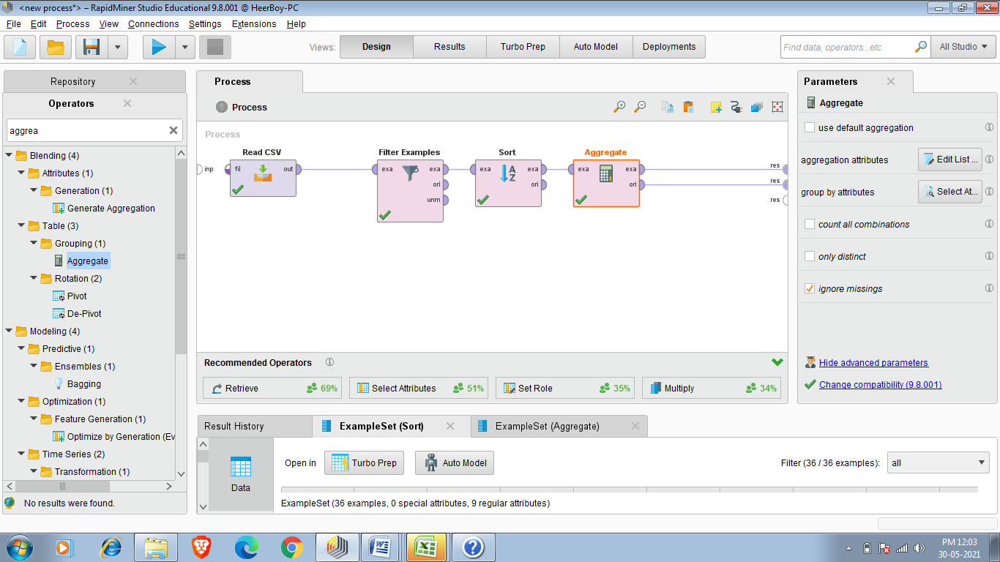 <new process*> – RapidMiner Studio Educational 9.8.001 @ HeerBoy-PC
File Edit Process View Connections Settings Extensions Help
Views: Design Results Turbo Prep Auto Model Deployments Find data, operators...etc All Studio
Repository
Operators
aggrea
Blending (4)
Attributes (1)
Generation (1)
Generate Aggregation
Table (3)
Grouping (1)
Aggregate
Rotation (2)
Pivot
De-Pivot
Modeling (4)
Predictive (1)
Ensembles (1)
Bagging
Optimization (1)
Feature Generation (1)
Optimize by Generation (Ev
Time Series (2)
Transformation (1)
No results were found.
Process
Process
Process
Read CSV Filter Examples Sort Aggregate
inp fil out exa exa exa exa exa exa res
ori ori ori res
unm res
Recommended Operators
Retrieve 69% Select Attributes 51% Set Role 35% Multiply 34%
Parameters
Aggregate
use default aggregation
aggregation attributes Edit List ...
group by attributes Select At...
count all combinations
only distinct
ignore missings
Hide advanced parameters
Change compatibility (9.8.001)
Result History ExampleSet (Sort) ExampleSet (Aggregate)
Data
Open in Turbo Prep Auto Model Filter (36 / 36 examples): all
ExampleSet (36 examples, 0 special attributes, 9 regular attributes)
PM 12:03
30-05-2021